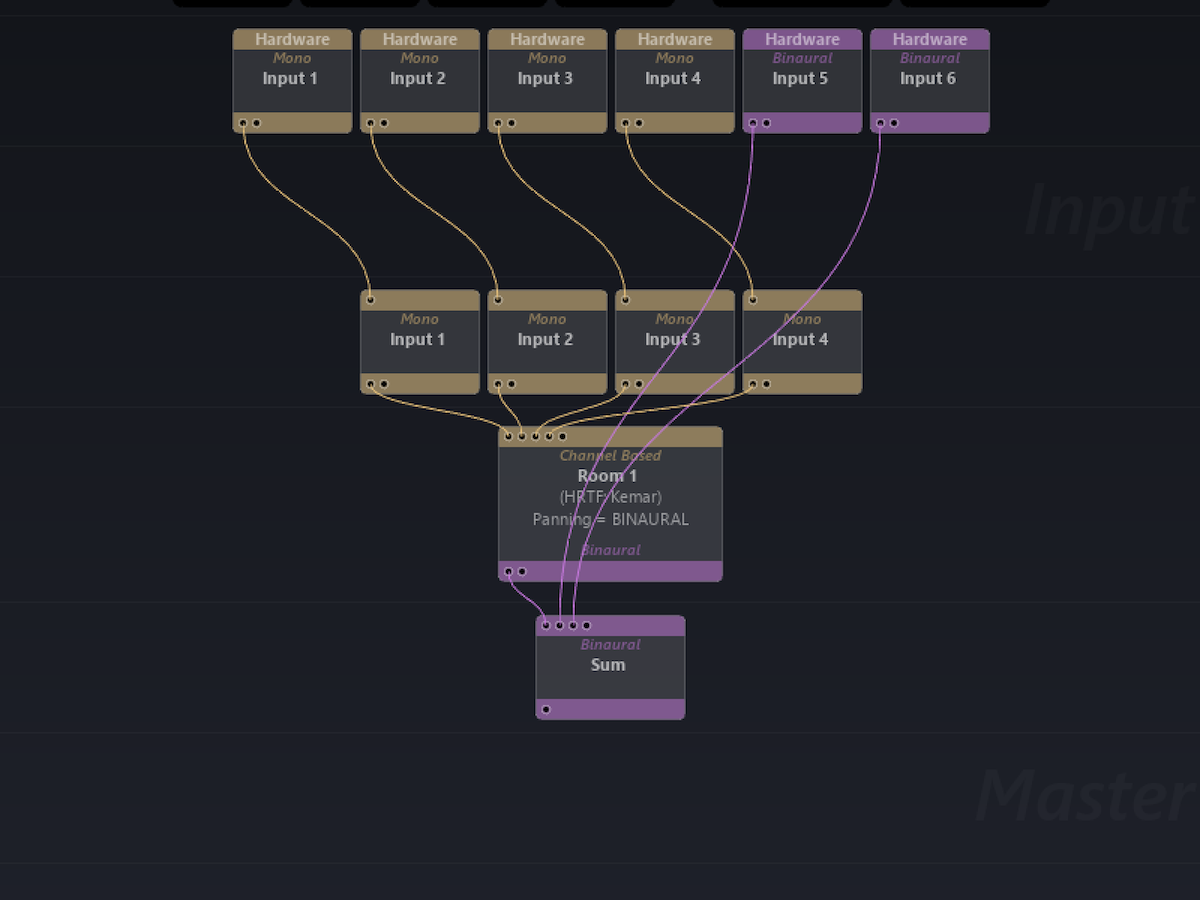 Hardware Hardware Hardware Hardware Hardware Hardware
Mono Mono Mono Mono Binaural Binaural
Input 1 Input 2 Input 3 Input 4 Input 5 Input 6
Input
Mono Mono Mono Mono
Input 1 Input 2 Input 3 Input 4
Channel Based
Room 1
(HRTF: Kemar)
Panning = BINAURAL
Binaural
Binaural
Sum
Master